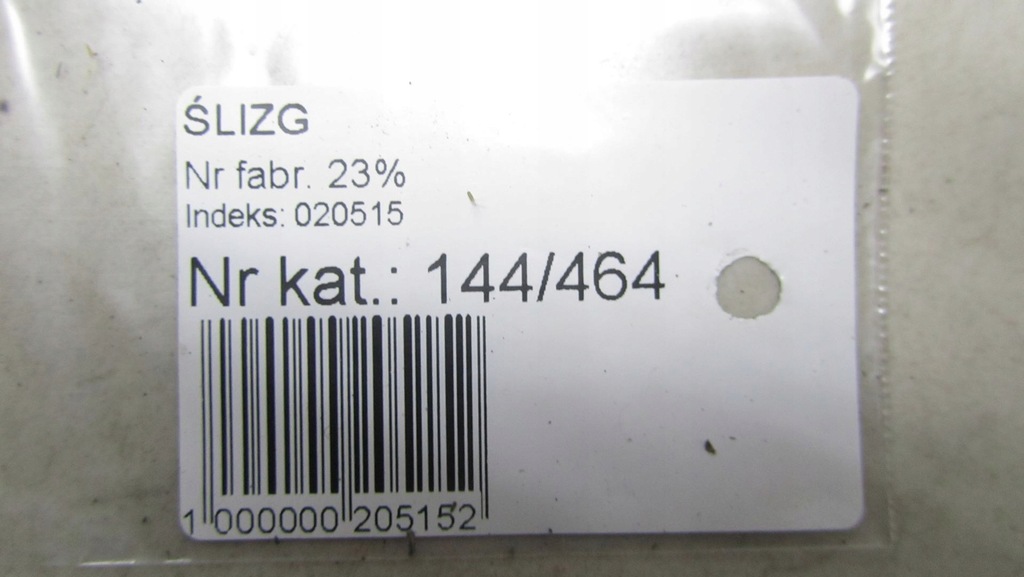 ŚLIZG
Nr fabr. 23%
Indeks: 020515
Nr kat.: 144/464
1 000000 205152